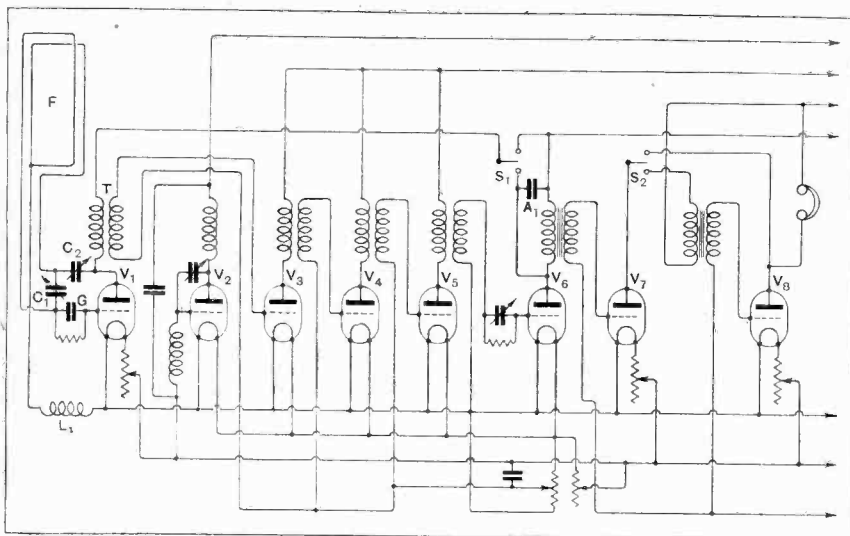 F
T
S₁
S₂
A₁
C₂
V₁
V₂
V₃
V₄
V₅
V₆
V₇
V₈
C₁
G
L₁